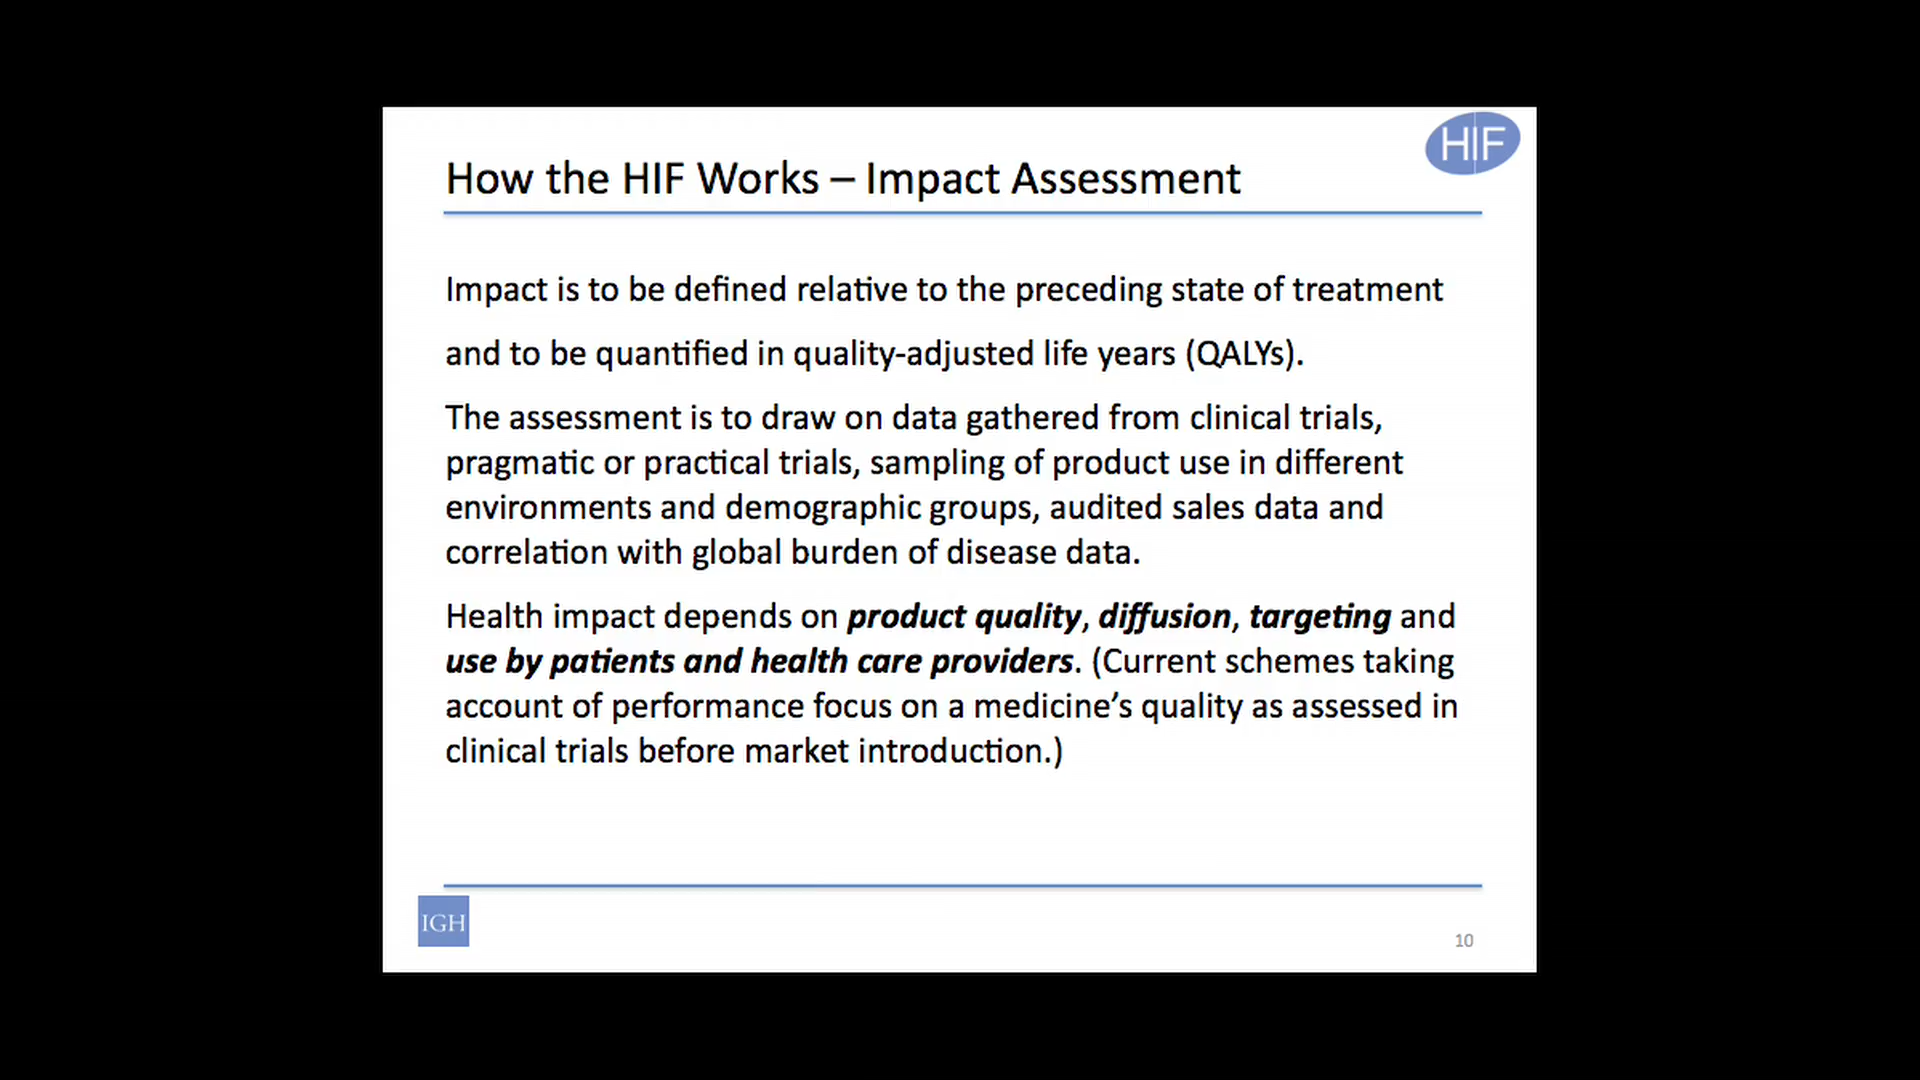 HIF
How the HIF Works – Impact Assessment
Impact is to be defined relative to the preceding state of treatment
and to be quantified in quality-adjusted life years (QALYs).
The assessment is to draw on data gathered from clinical trials,
pragmatic or practical trials, sampling of product use in different
environments and demographic groups, audited sales data and
correlation with global burden of disease data.
Health impact depends on product quality, diffusion, targeting and
use by patients and health care providers. (Current schemes taking
account of performance focus on a medicine’s quality as assessed in
clinical trials before market introduction.)
IGH
10